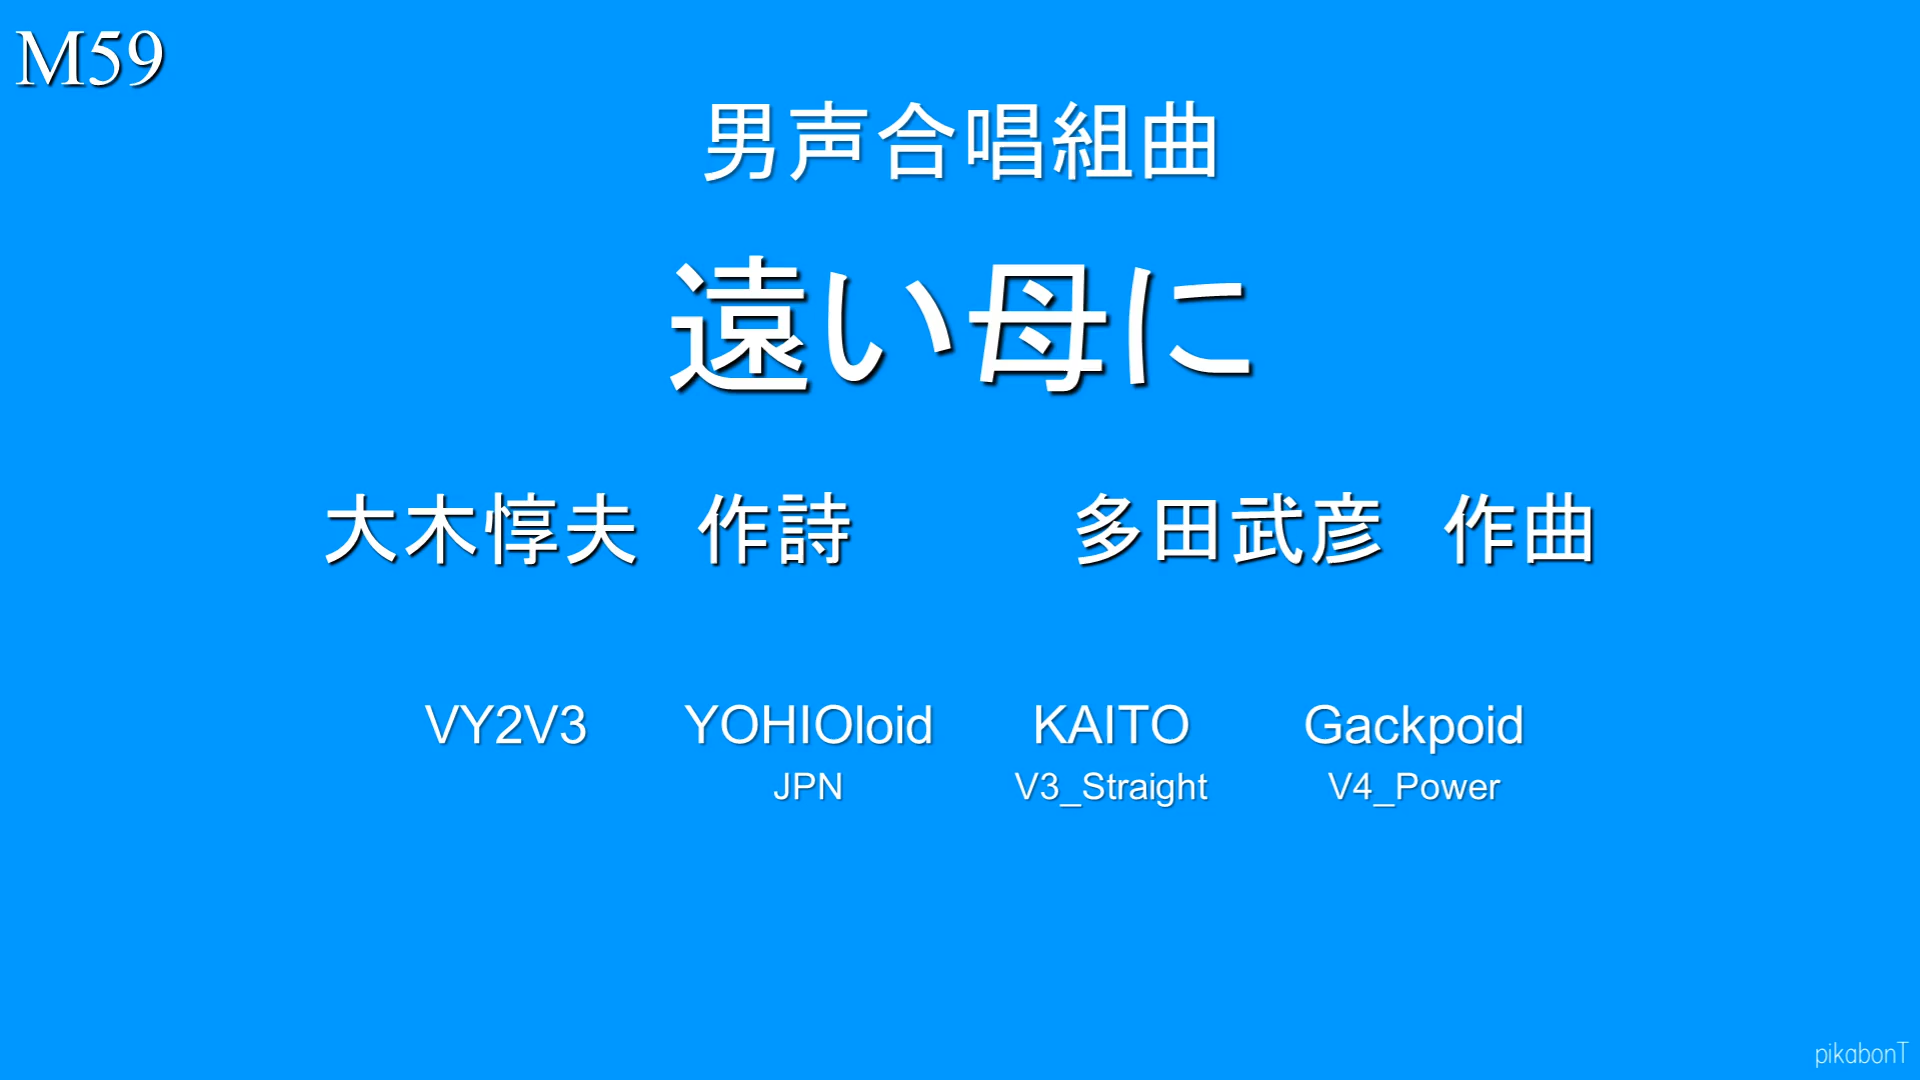 M59
男声合唱組曲
遠い母に
大木惇夫　作詩　　　多田武彦　作曲
VY2V3　YOHIOloid　KAITO　Gackpoid
JPN　V3_Straight　V4_Power
pikabonT